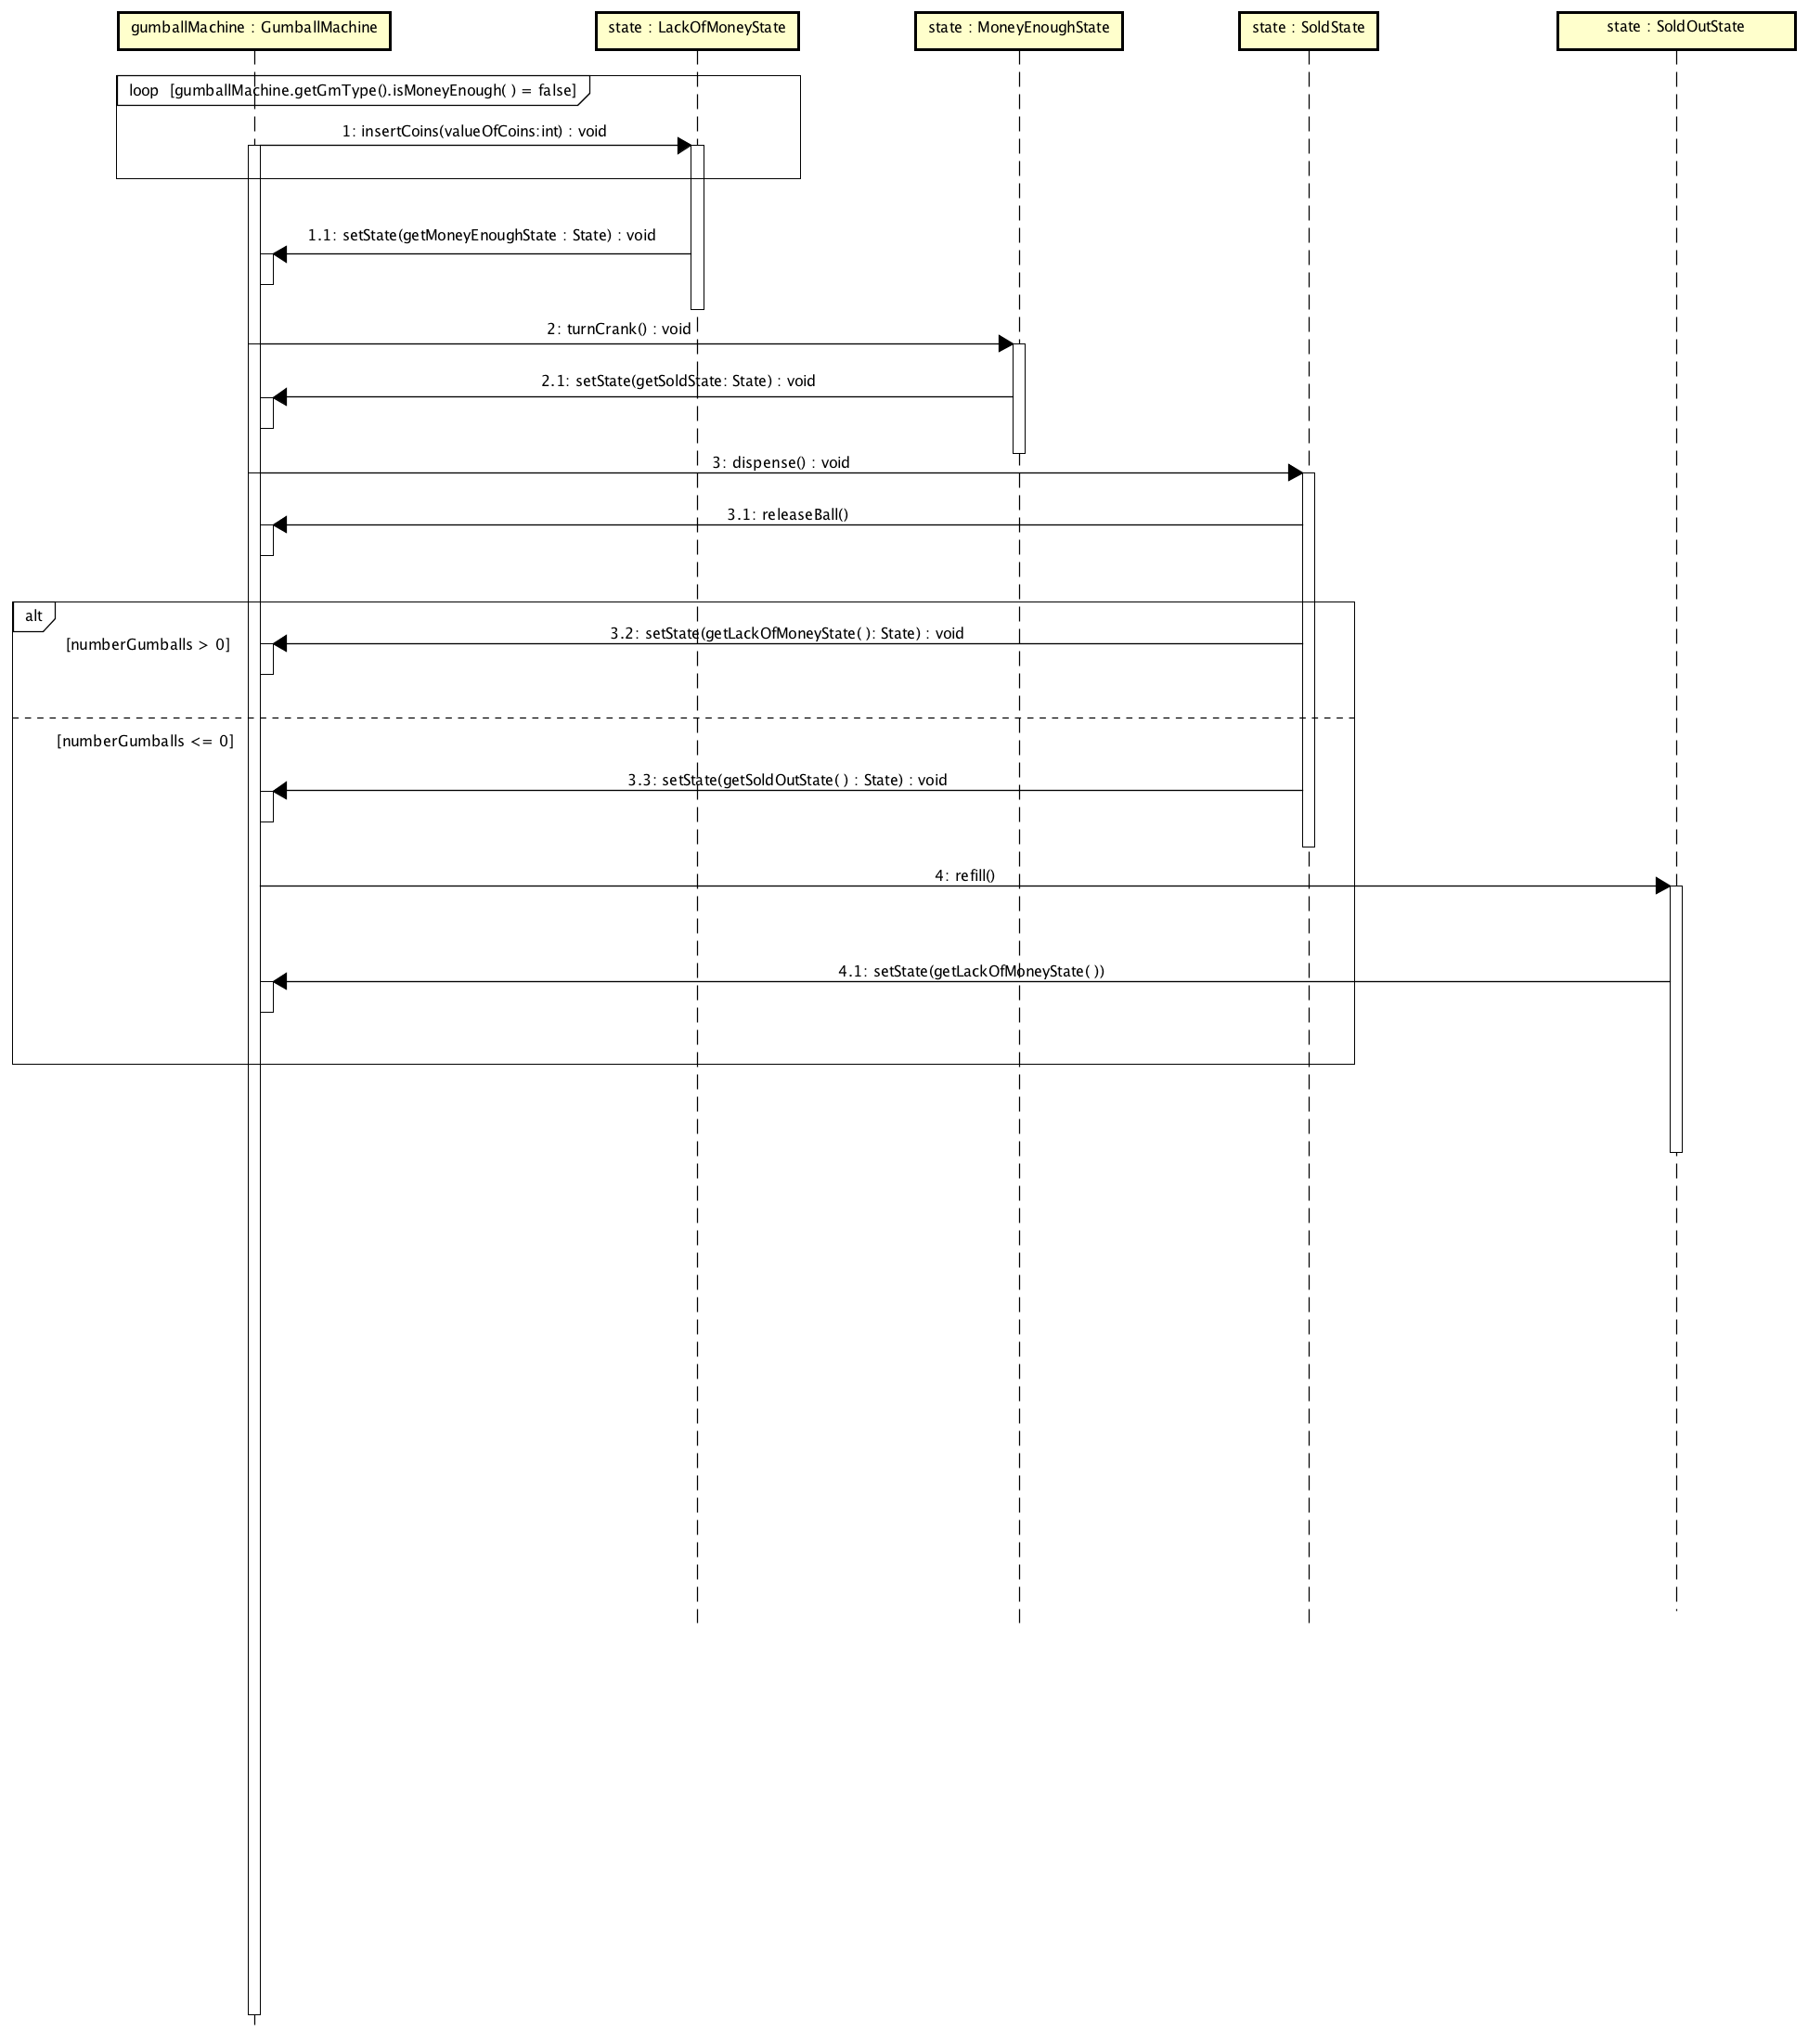 gumballMachine : GumballMachine
state : LackOfMoneyState
state : MoneyEnoughState
state : SoldState
state : SoldOutState
loop [gumballMachine.getGmType().isMoneyEnough( ) = false]
1: insertCoins(valueOfCoins:int) : void
1.1: setState(getMoneyEnoughState : State) : void
2: turnCrank() : void
2.1: setState(getSoldState: State) : void
3: dispense() : void
3.1: releaseBall()
alt
[numberGumballs > 0]
3.2: setState(getLackOfMoneyState( ): State) : void
[numberGumballs <= 0]
3.3: setState(getSoldOutState( ) : State) : void
4: refill()
4.1: setState(getLackOfMoneyState( ))